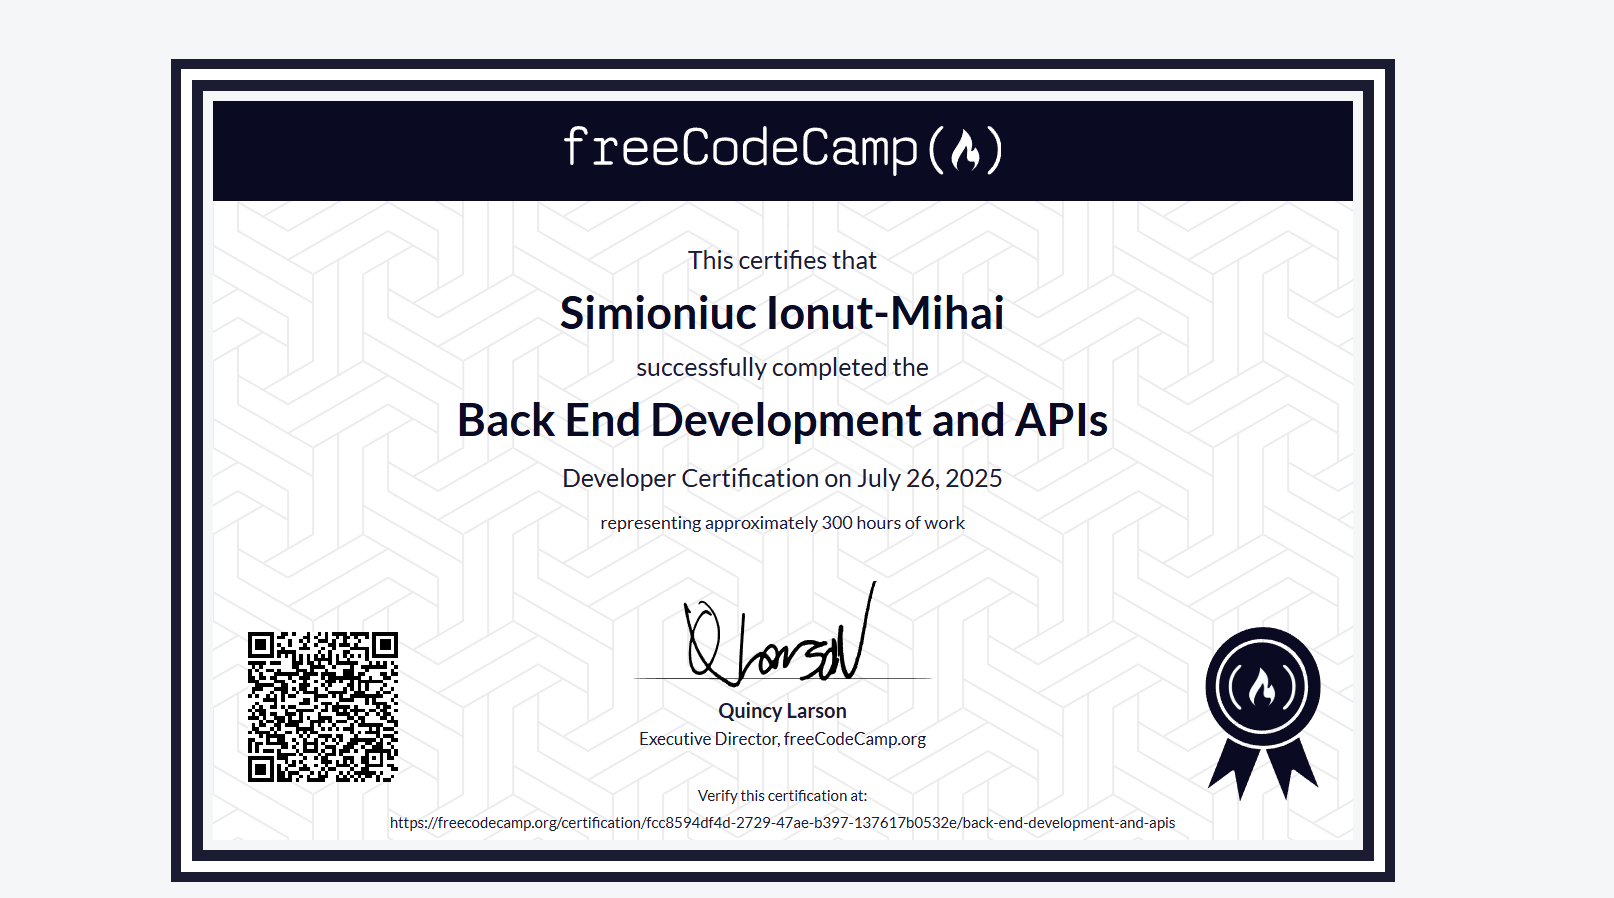 freeCodeCamp
This certifies that
Simioniuc Ionut-Mihai
successfully completed the
Back End Development and APIs
Developer Certification on July 26, 2025
representing approximately 300 hours of work
Quincy Larson
Executive Director, freeCodeCamp.org
Verify this certification at:
https://freecodecamp.org/certification/fcc8594df4d-2729-47ae-b397-137617b0532e/back-end-development-and-apis